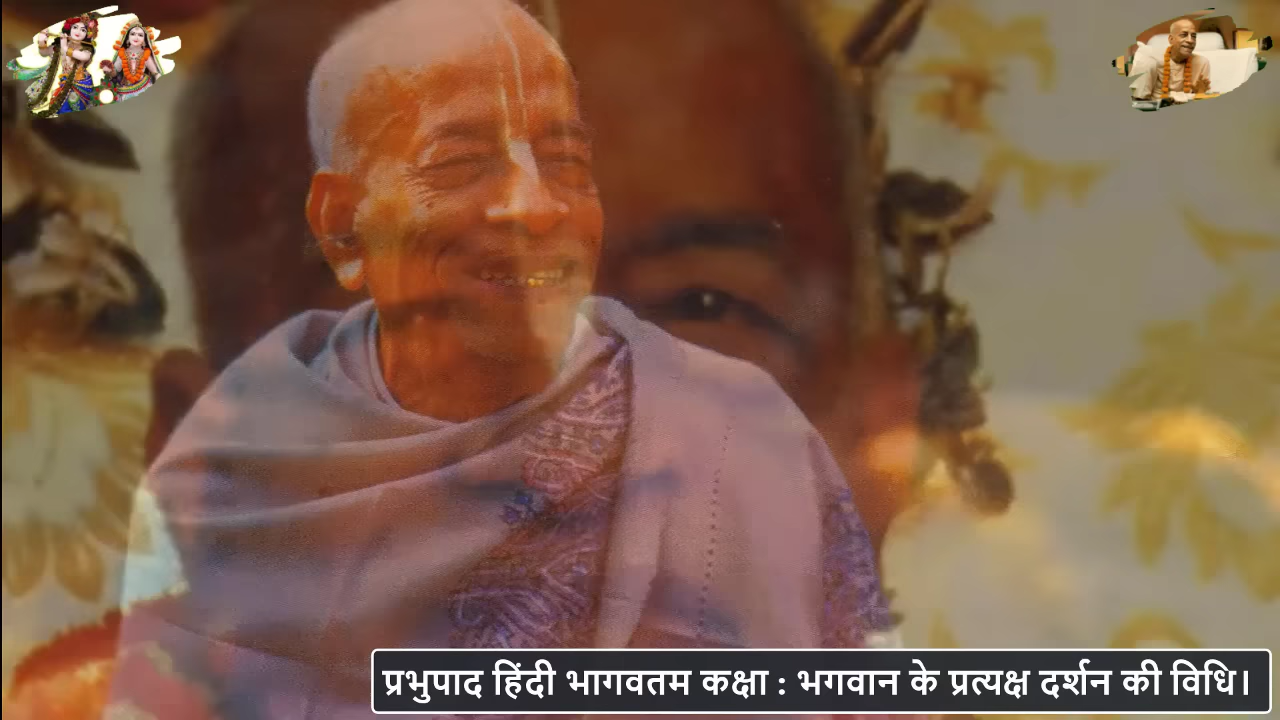 प्रभुपाद हिंदी भागवतम कक्षा : भगवान के प्रत्यक्ष दर्शन की विधि।